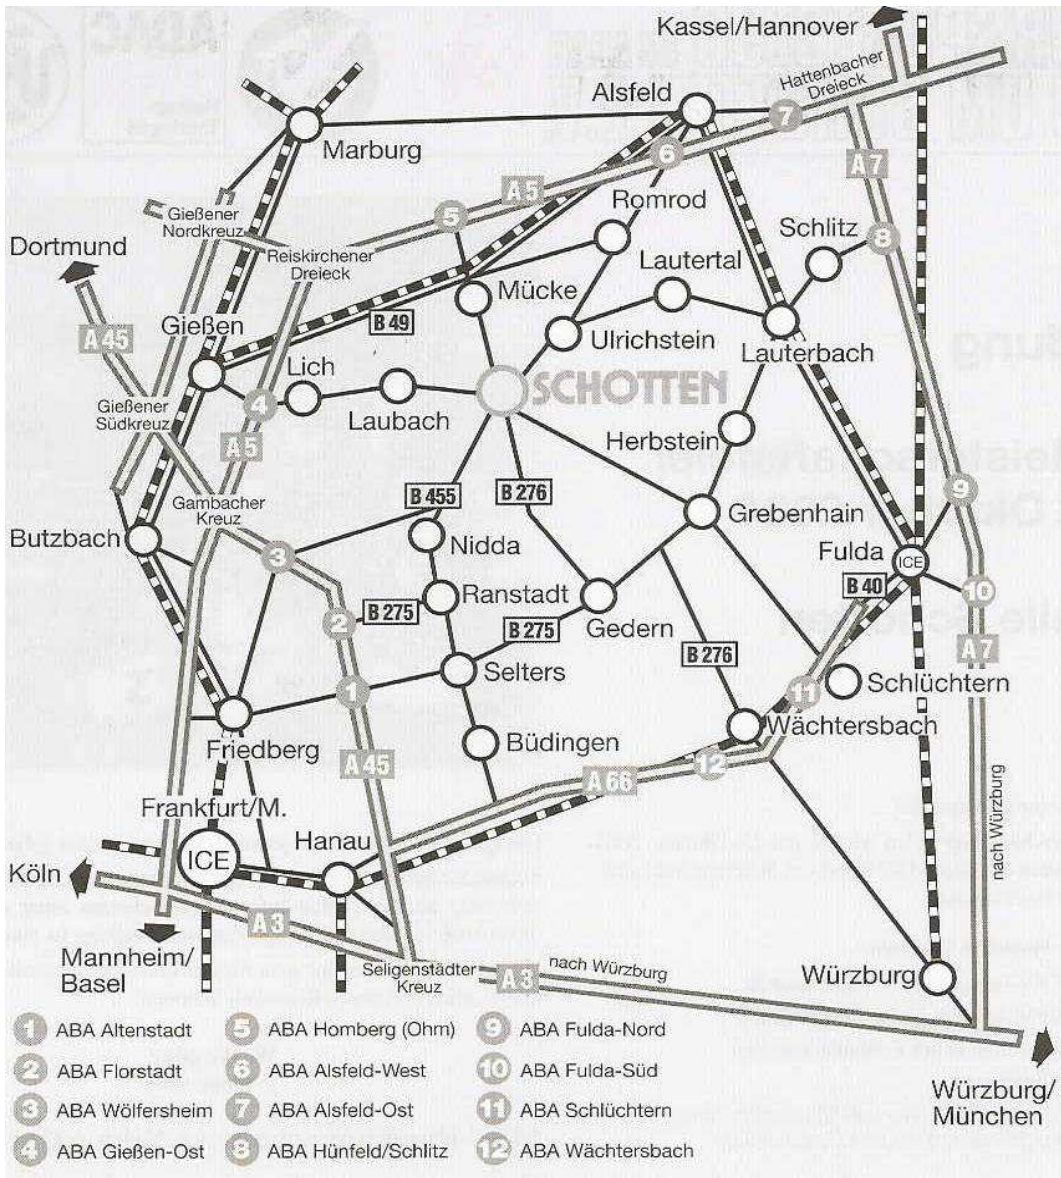 Kassel/Hannover
Hattenbacher
Dreieck
Alsfeld
7
Marburg
6
A 7
A 5
Romrod
Gießener
Nordkreuz
5
Schlitz
8
Dortmund
Reiskirchener
Dreieck
Lautertal
Mücke
Gießen
B 49
Ulrichstein
A 45
Lauterbach
Lich
SCHOTTEN
4
Gießener
Südkreuz
Laubach
A 5
Herbstein
B 455
B 276
9
Gambacher
Kreuz
Grebenhain
Butzbach
Nidda
3
Fulda
ICE
B 40
10
Ranstadt
B 275
2
Gedern
B 275
A 7
B 276
Selters
1
11
Schlüchtern
Wächtersbach
Friedberg
Büdingen
A 45
12
A 66
nach Würzburg
Frankfurt/M.
Hanau
ICE
Köln
A 3
Mannheim/
Basel
Seligenstädter
Kreuz
A 3
nach Würzburg
Würzburg
1 ABA Altenstadt
2 ABA Florstadt
3 ABA Wölfersheim
4 ABA Gießen-Ost
5 ABA Homberg (Ohm)
6 ABA Alsfeld-West
7 ABA Alsfeld-Ost
8 ABA Hünfeld/Schlitz
9 ABA Fulda-Nord
10 ABA Fulda-Süd
11 ABA Schlüchtern
12 ABA Wächtersbach
Würzburg/
München